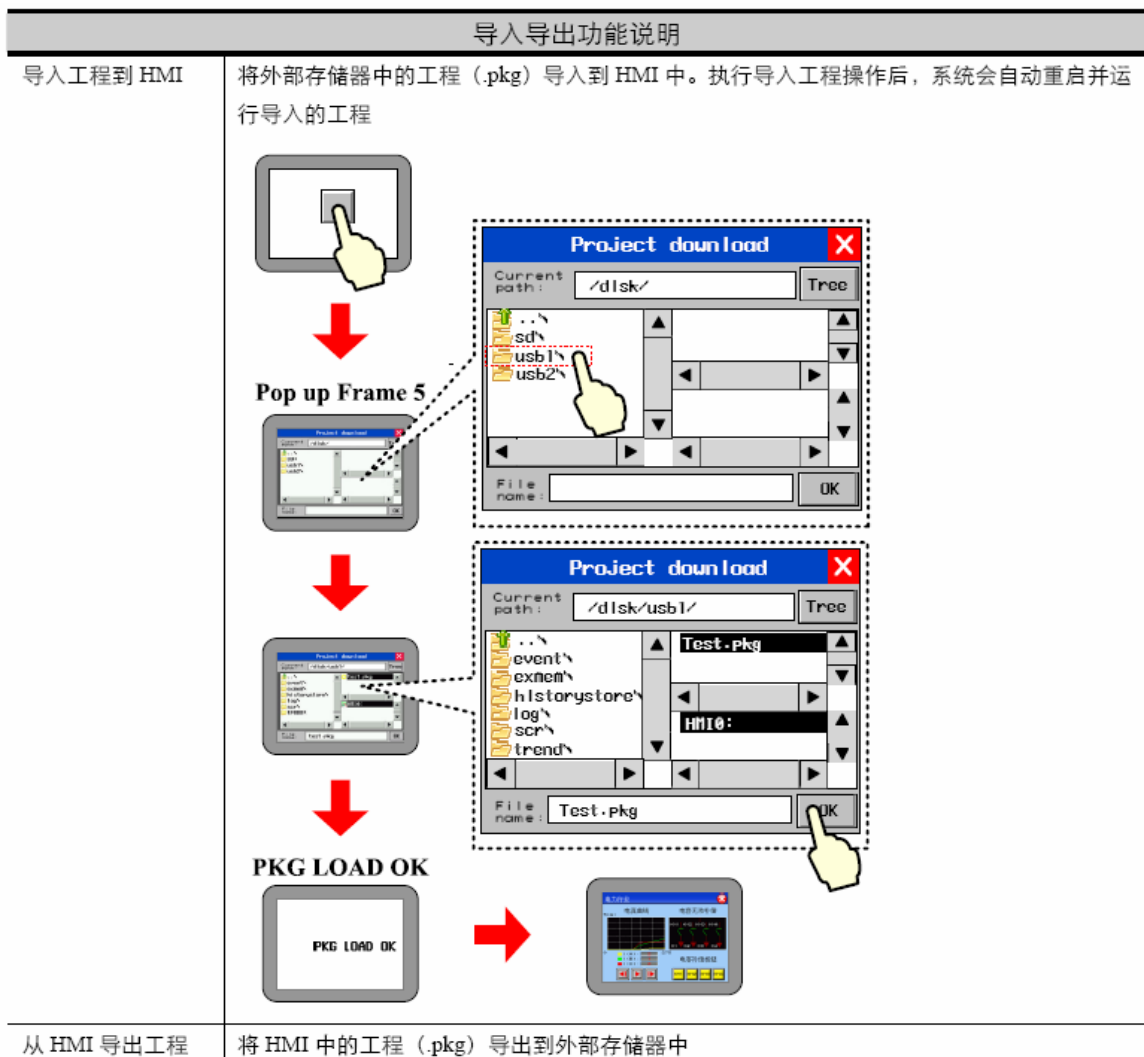 导入导出功能说明
导入工程到 HMI
将外部存储器中的工程（.pkg）导入到 HMI 中。执行导入工程操作后，系统会自动重启并运
行导入的工程
Project download
Current path: /disk/ Tree
..\
sd\
usb1\
usb2\
File name: OK
Pop up Frame 5
Project download
Current path: /disk/usb1/ Tree
..\
event\
exmem\
historystore\
log\
scr\
trend\
Test.pkg
HMI0:
File name: Test.pkg OK
PKG LOAD OK
PKG LOAD OK
从 HMI 导出工程
将 HMI 中的工程（.pkg）导出到外部存储器中